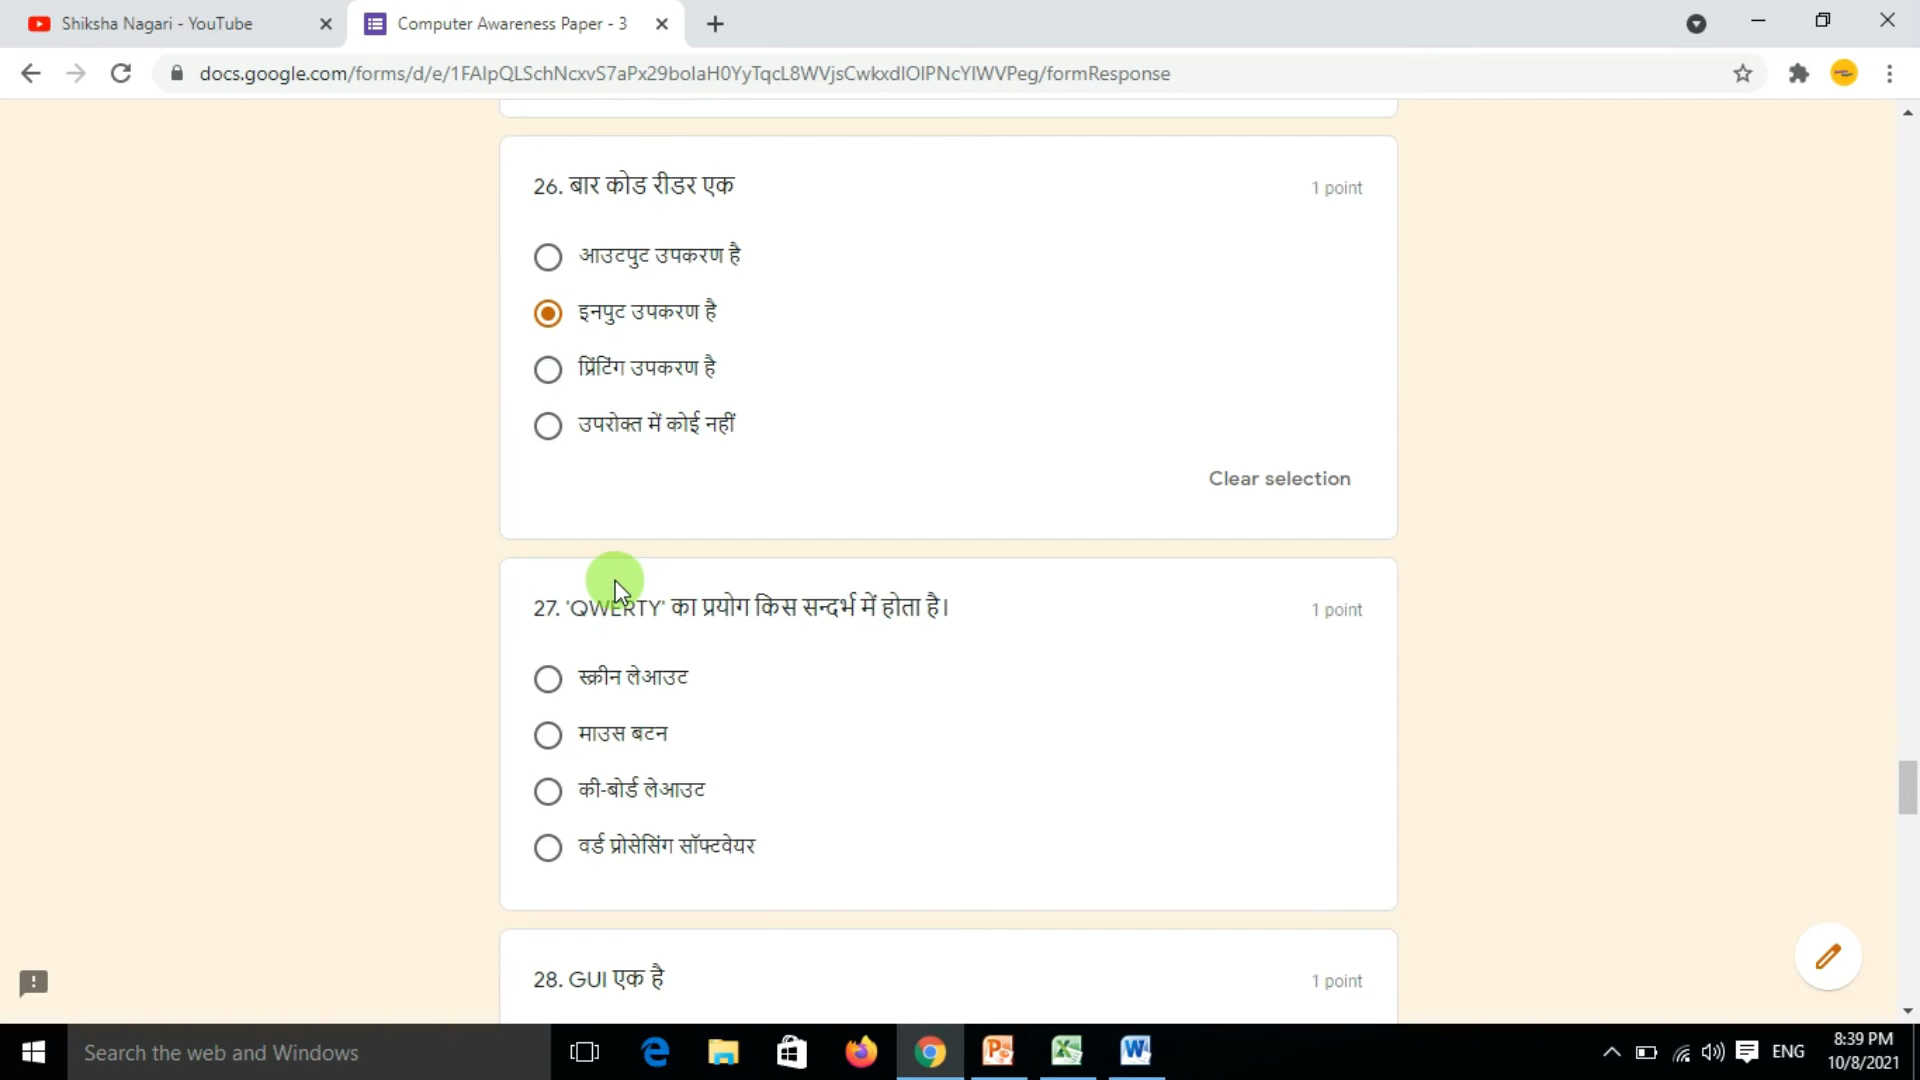 Shiksha Nagari - YouTube
Computer Awareness Paper - 3
docs.google.com/forms/d/e/1FAIpQLSchNcxvS7aPx29bolaH0YyTqcL8WVjsCwkxdIOIPNcYIWVPeg/formResponse
26. बार कोड रीडर एक
1 point
आउटपुट उपकरण है
इनपुट उपकरण है
प्रिंटिंग उपकरण है
उपरोक्त में कोई नहीं
Clear selection
27. 'QWERTY' का प्रयोग किस सन्दर्भ में होता है।
1 point
स्क्रीन लेआउट
माउस बटन
की-बोर्ड लेआउट
वर्ड प्रोसेसिंग सॉफ्टवेयर
28. GUI एक है
1 point
Search the web and Windows
ENG
8:39 PM
10/8/2021